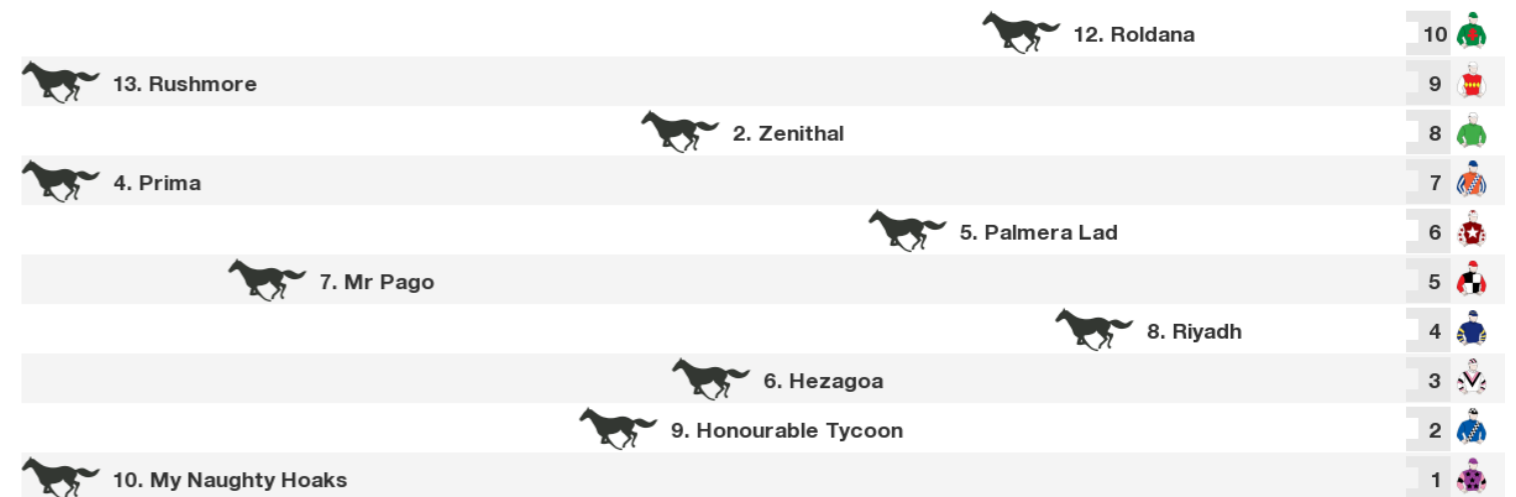 12. Roldana 10
13. Rushmore 9
2. Zenithal 8
4. Prima 7
5. Palmera Lad 6
7. Mr Pago 5
8. Riyadh 4
6. Hezagoa 3
9. Honourable Tycoon 2
10. My Naughty Hoaks 1